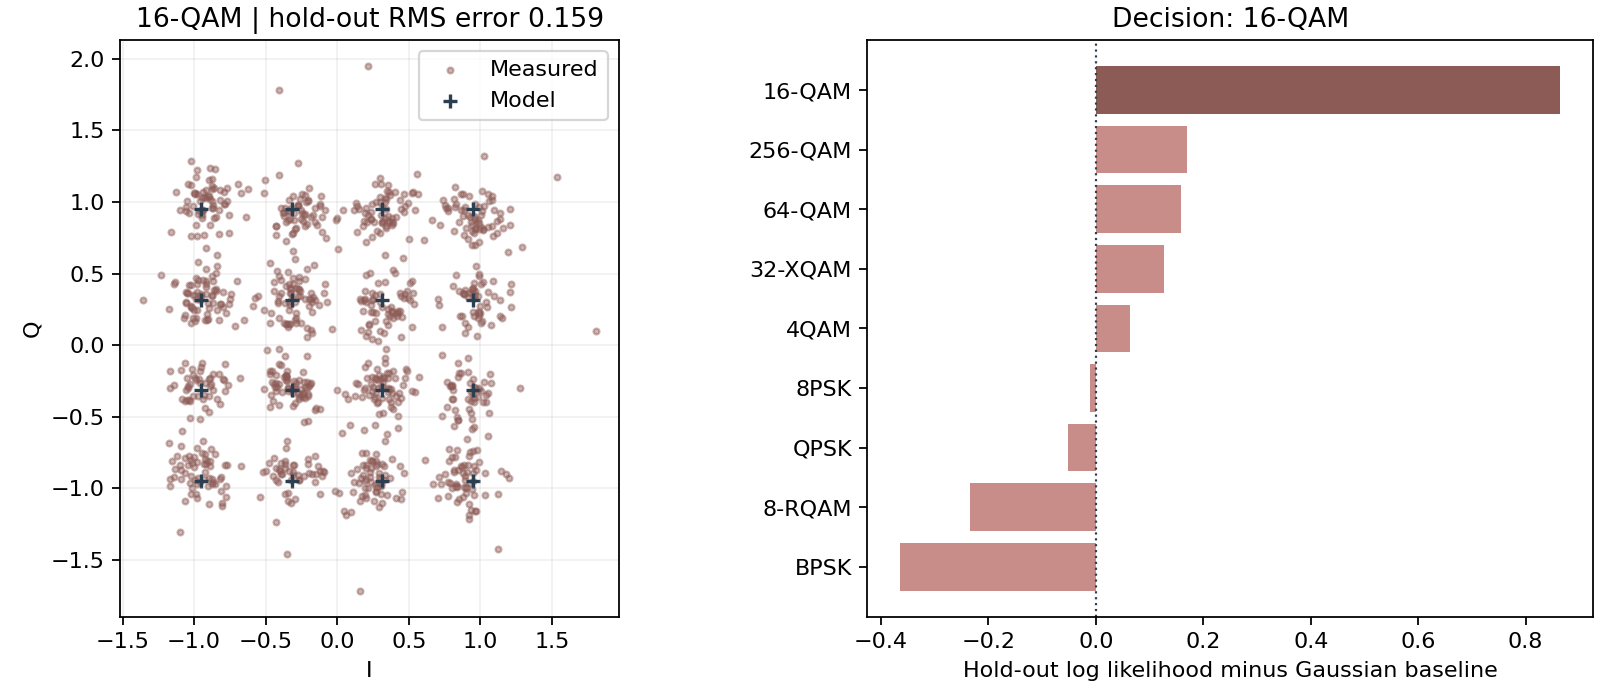 16-QAM | hold-out RMS error 0.159
Measured
Model
2.0
1.5
1.0
0.5
0.0
−0.5
−1.0
−1.5
Q
−1.5
−1.0
−0.5
0.0
0.5
1.0
1.5
I
Decision: 16-QAM
16-QAM
256-QAM
64-QAM
32-XQAM
4QAM
8PSK
QPSK
8-RQAM
BPSK
−0.4
−0.2
0.0
0.2
0.4
0.6
0.8
Hold-out log likelihood minus Gaussian baseline